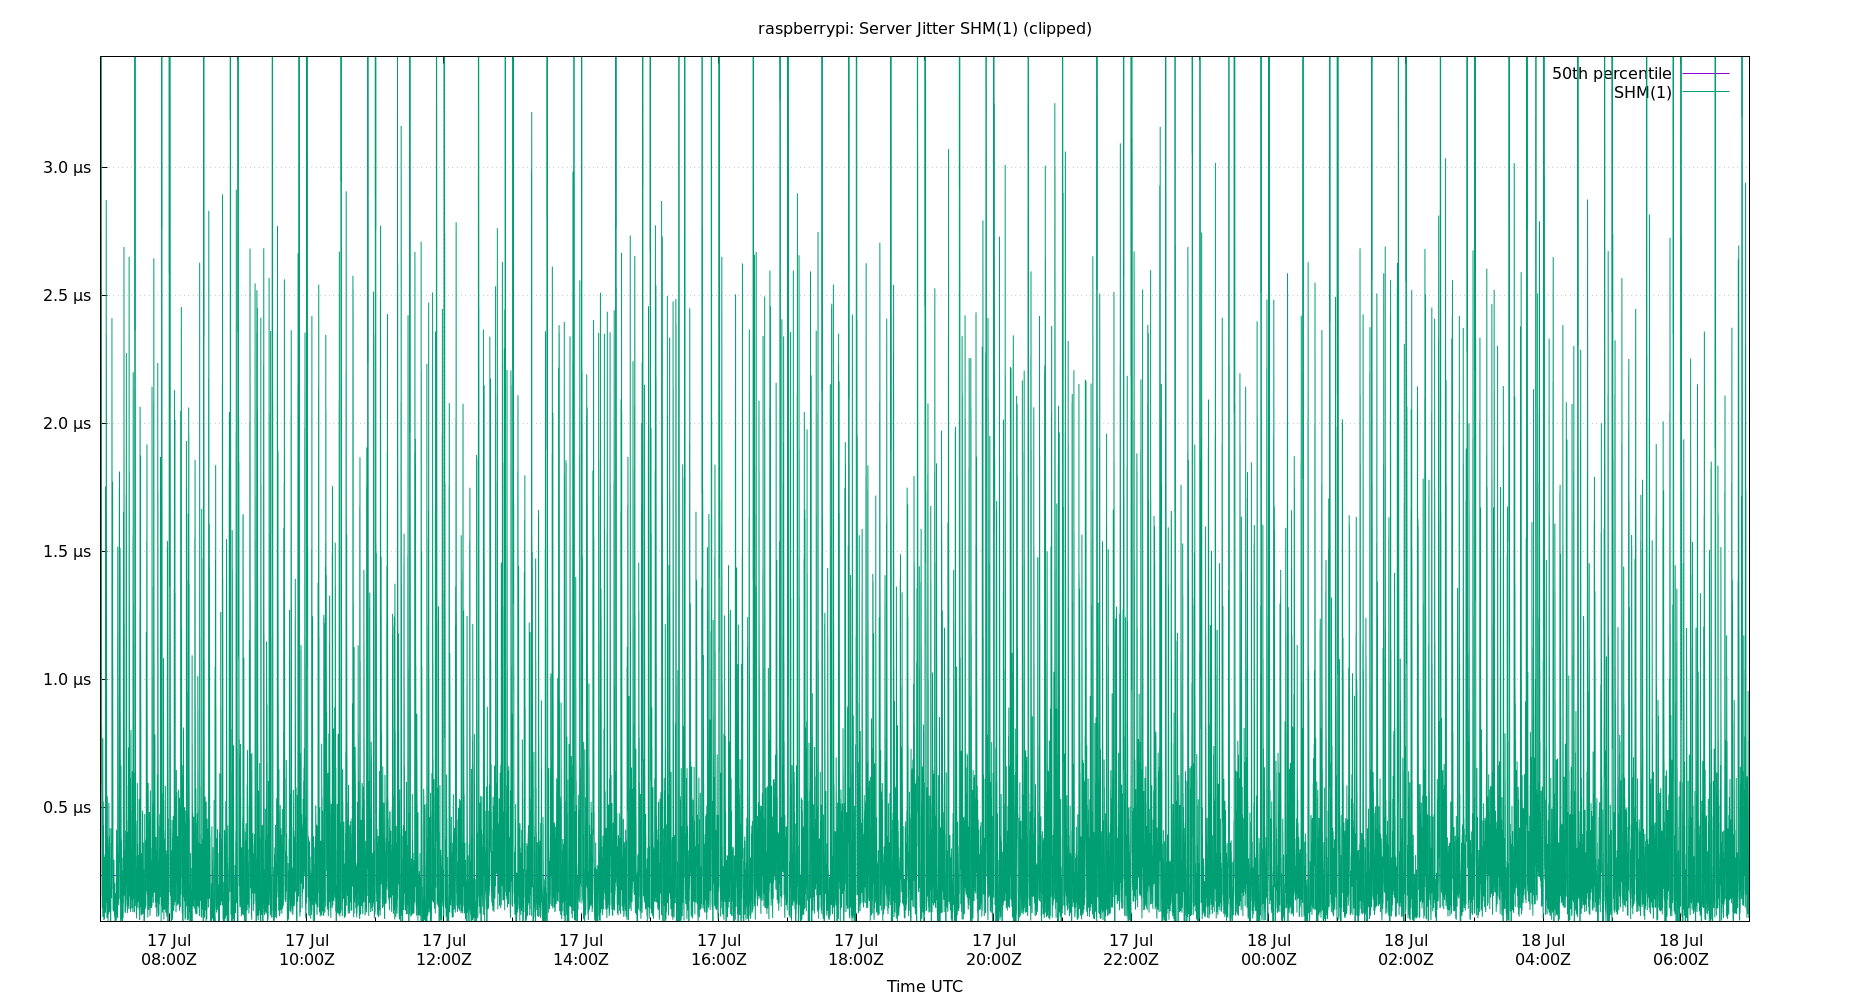 raspberrypi: Server Jitter SHM(1) (clipped)
50th percentile
SHM(1)
3.0 µs
2.5 µs
2.0 µs
1.5 µs
1.0 µs
0.5 µs
17 Jul 17 Jul 17 Jul 17 Jul 17 Jul 17 Jul 17 Jul 17 Jul 18 Jul 18 Jul 18 Jul 18 Jul
08:00Z 10:00Z 12:00Z 14:00Z 16:00Z 18:00Z 20:00Z 22:00Z 00:00Z 02:00Z 04:00Z 06:00Z
Time UTC